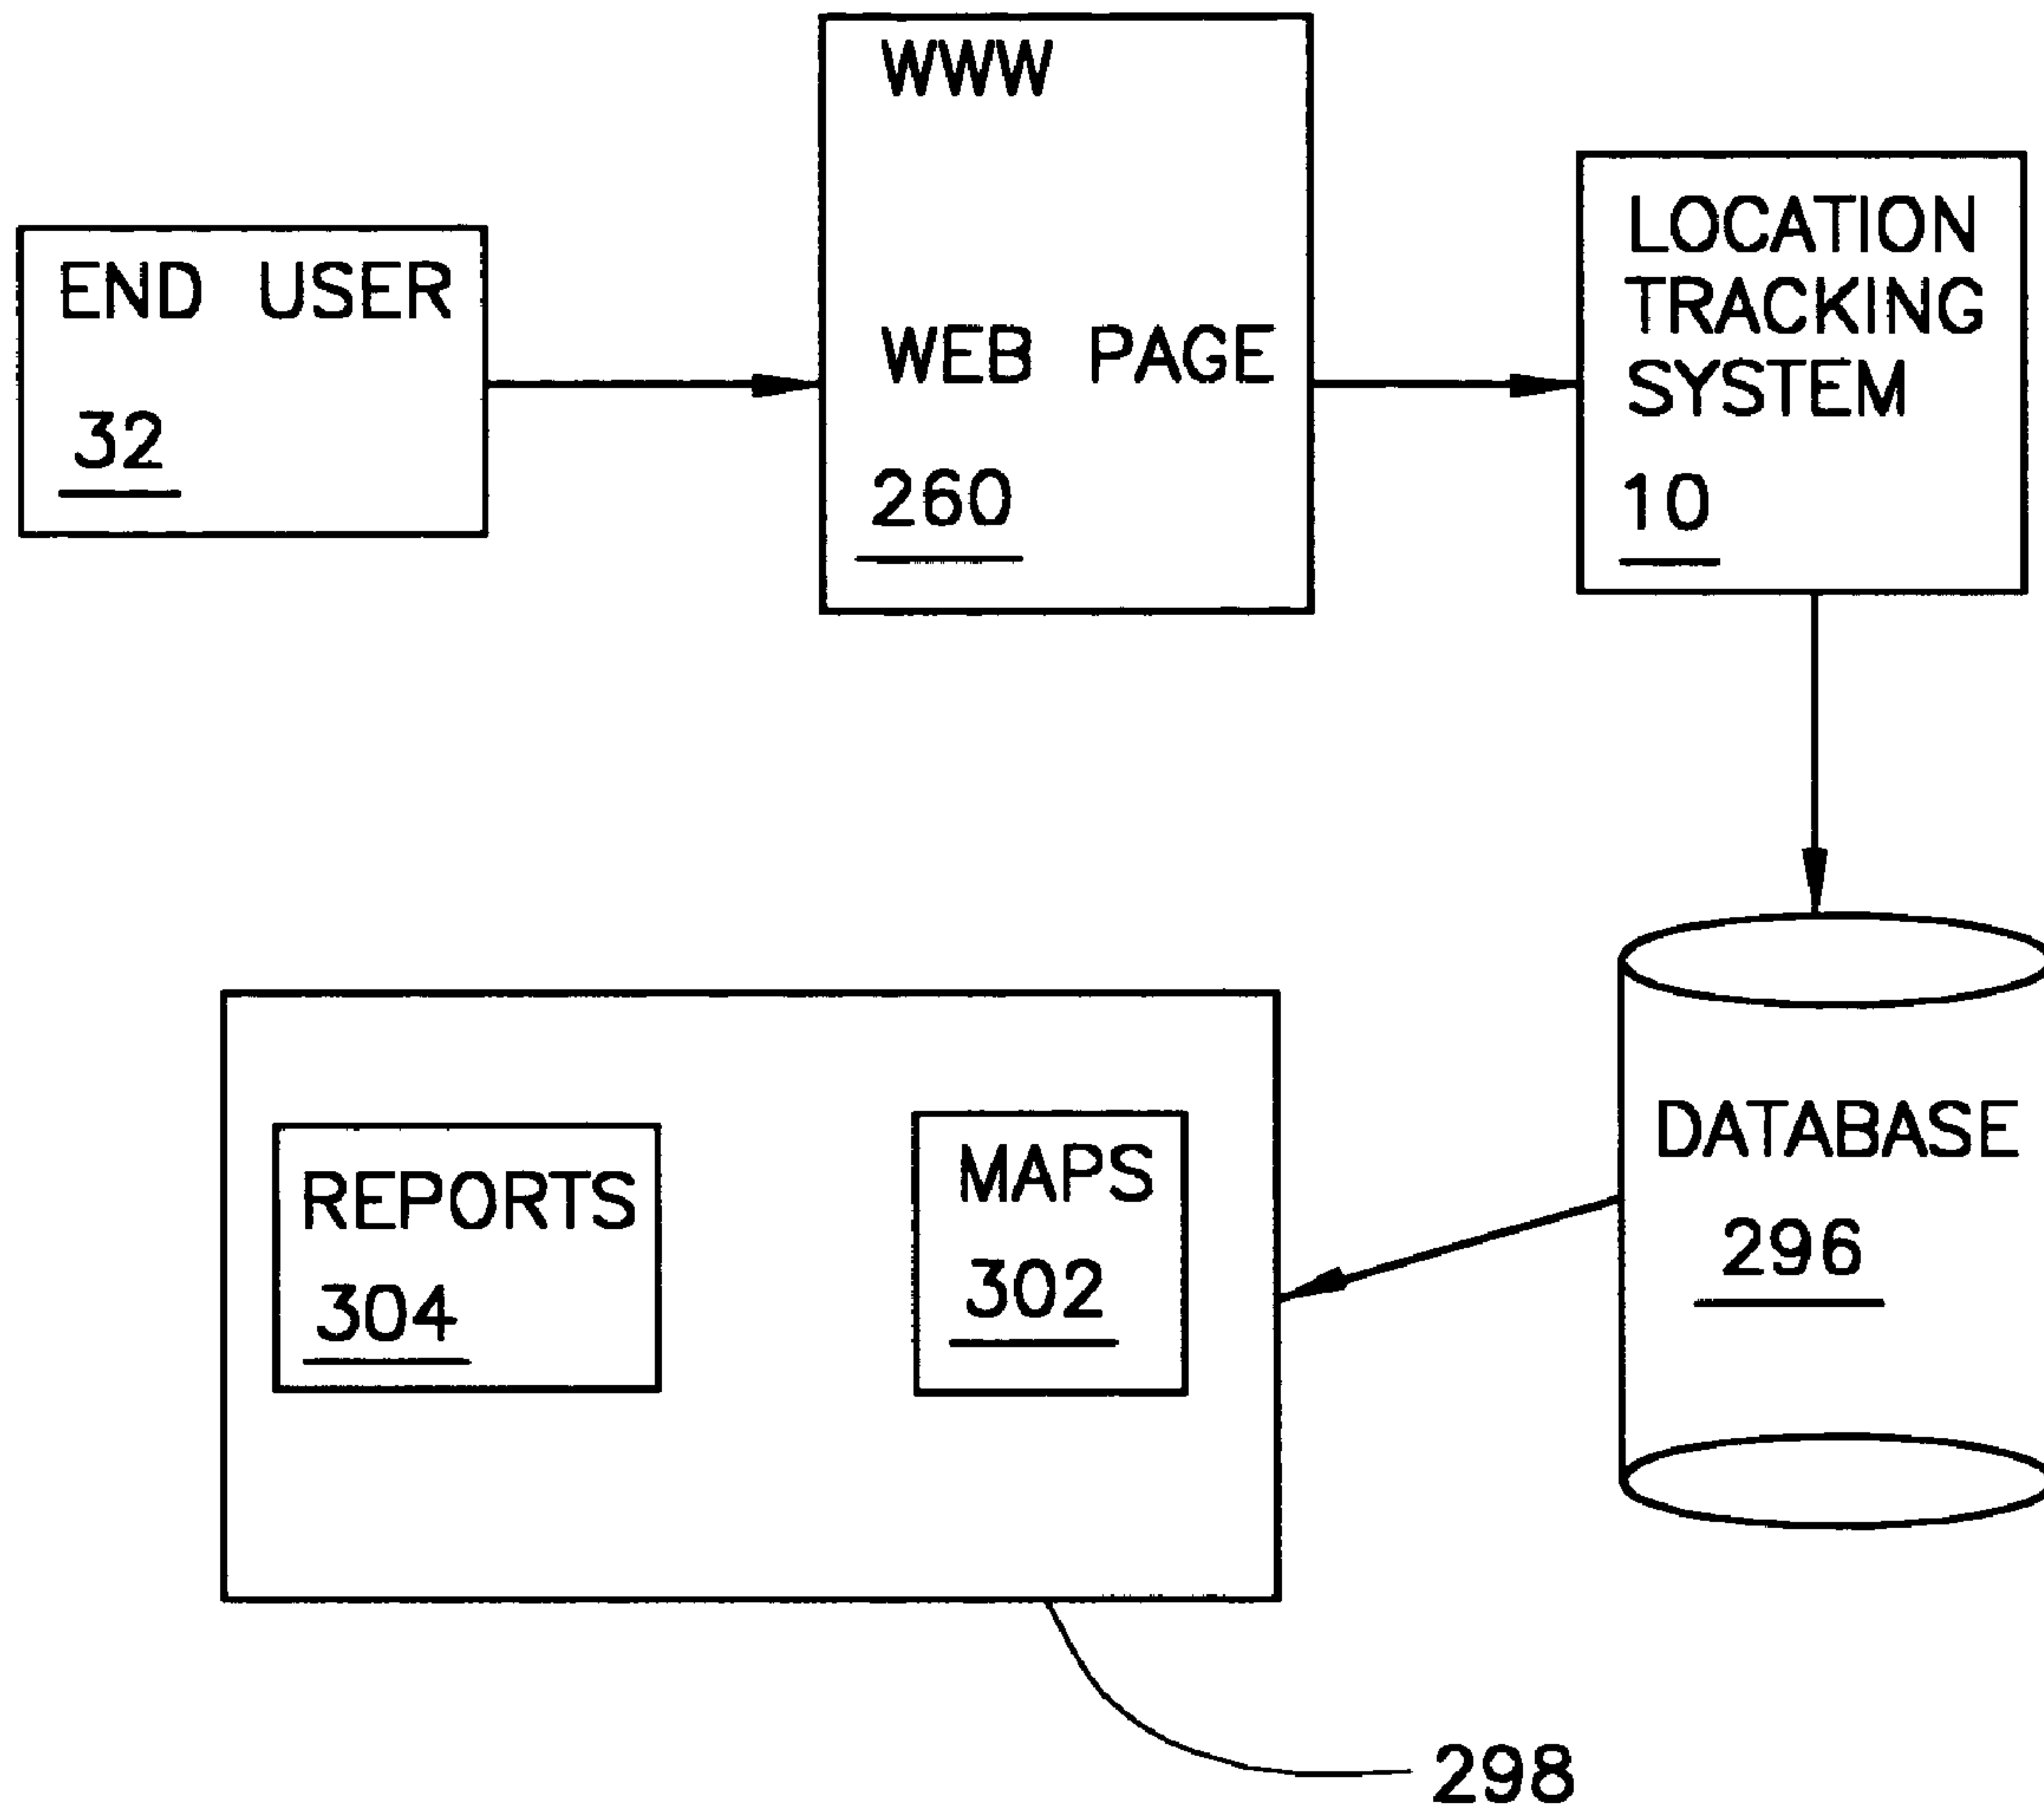 WWW
WEB PAGE
260
END USER
32
LOCATION
TRACKING
SYSTEM
10
REPORTS
304
MAPS
302
DATABASE
296
298